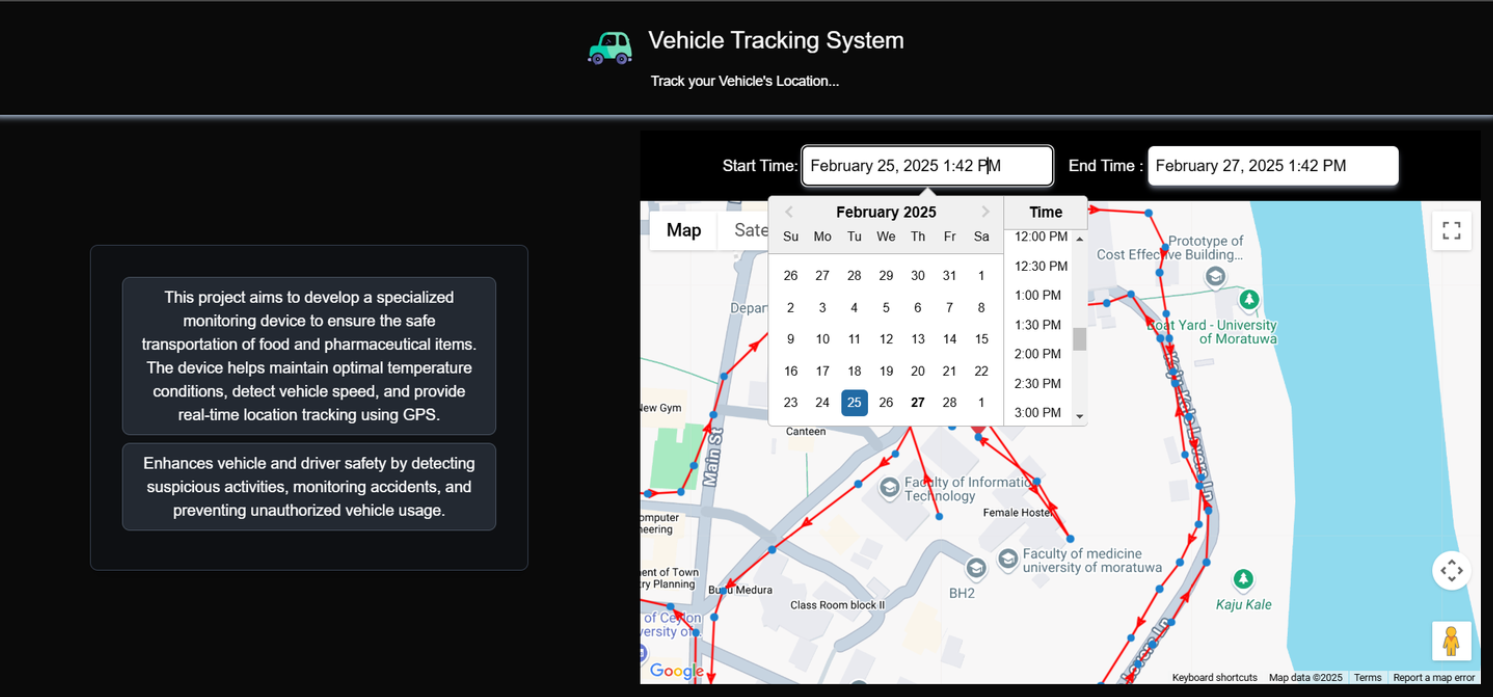 Vehicle Tracking System
Track your Vehicle's Location...
This project aims to develop a specialized
monitoring device to ensure the safe
transportation of food and pharmaceutical items.
The device helps maintain optimal temperature
conditions, detect vehicle speed, and provide
real-time location tracking using GPS.
Enhances vehicle and driver safety by detecting
suspicious activities, monitoring accidents, and
preventing unauthorized vehicle usage.
Start Time: February 25, 2025 1:42 PM End Time : February 27, 2025 1:42 PM
Map Sate
February 2025
Su Mo Tu We Th Fr Sa
26 27 28 29 30 31 1
2 3 4 5 6 7 8
9 10 11 12 13 14 15
16 17 18 19 20 21 22
23 24 25 26 27 28 1
Time
12:00 PM
12:30 PM
1:00 PM
1:30 PM
2:00 PM
2:30 PM
3:00 PM
Prototype of
Cost Effective Building...
Depar
Boat Yard - University
of Moratuwa
New Gym
Canteen
Main St
Faculty of Information
Technology
Female Hostel
omputer
eering
Faculty of medicine
university of moratuwa
ent of Town
ry Planning
BH2
Class Room block II
Kaju Kale
of Ceylon
versity of...
Google
Keyboard shortcuts Map data ©2025 Terms Report a map error